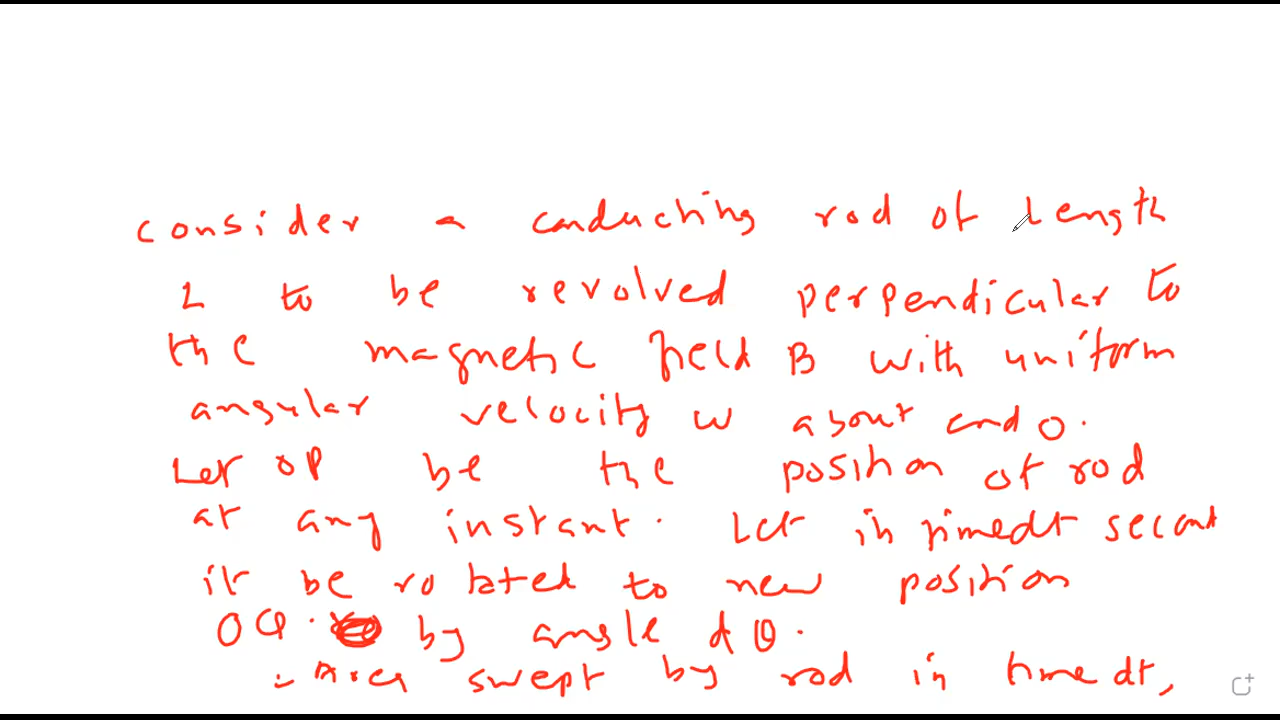 consider a conducting rod of Length
L to be revolved perpendicular to
the magnetic field B with uniform
angular velocity w about end O.
Let OP be the position of rod
at any instant. Let in timedt second
it be rotated to new position
OQ. by angle dθ.
Area swept by rod in time dt,